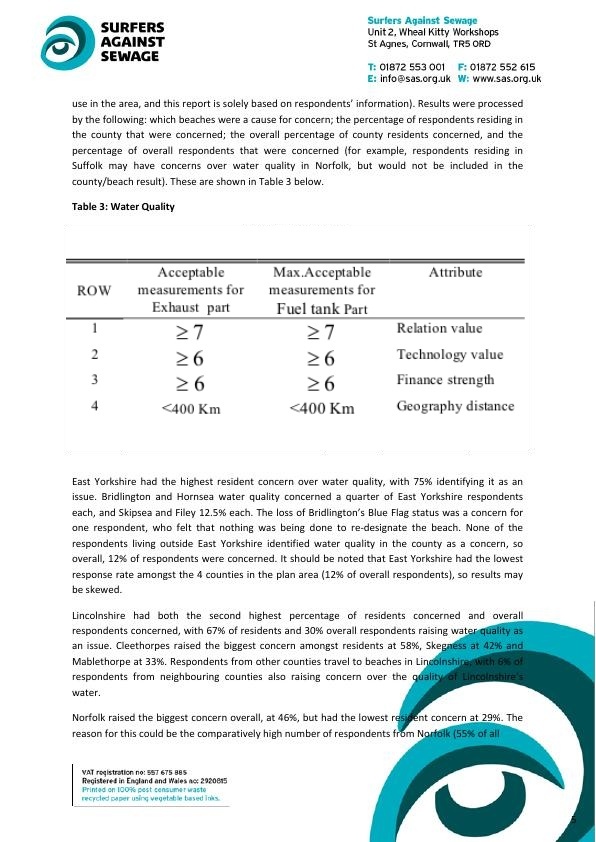 SURFERS
AGAINST
SEWAGE
Surfers Against Sewage
Unit 2, Wheal Kitty Workshops
St Agnes, Cornwall, TR5 0RD
T: 01872 553 001 F: 01872 552 615
E: info@sas.org.uk W: www.sas.org.uk
use in the area, and this report is solely based on respondents’ information). Results were processed
by the following: which beaches were a cause for concern; the percentage of respondents residing in
the county that were concerned; the overall percentage of county residents concerned, and the
percentage of overall respondents that were concerned (for example, respondents residing in
Suffolk may have concerns over water quality in Norfolk, but would not be included in the
county/beach result). These are shown in Table 3 below.
Table 3: Water Quality
ROW Acceptable measurements for Exhaust part Max.Acceptable measurements for Fuel tank Part Attribute
1 ≥ 7 ≥ 7 Relation value
2 ≥ 6 ≥ 6 Technology value
3 ≥ 6 ≥ 6 Finance strength
4 <400 Km <400 Km Geography distance
East Yorkshire had the highest resident concern over water quality, with 75% identifying it as an
issue. Bridlington and Hornsea water quality concerned a quarter of East Yorkshire respondents
each, and Skipsea and Filey 12.5% each. The loss of Bridlington’s Blue Flag status was a concern for
one respondent, who felt that nothing was being done to re-designate the beach. None of the
respondents living outside East Yorkshire identified water quality in the county as a concern, so
overall, 12% of respondents were concerned. It should be noted that East Yorkshire had the lowest
response rate amongst the 4 counties in the plan area (12% of overall respondents), so results may
be skewed.
Lincolnshire had both the second highest percentage of residents concerned and overall
respondents concerned, with 67% of residents and 30% overall respondents raising water quality as
an issue. Cleethorpes raised the biggest concern amongst residents at 58%, Skegness at 42% and
Mablethorpe at 33%. Respondents from other counties travel to beaches in Lincolnshire, with 6% of
respondents from neighbouring counties also raising concern over the quality of Lincolnshire’s
water.
Norfolk raised the biggest concern overall, at 46%, but had the lowest resident concern at 29%. The
reason for this could be the comparatively high number of respondents from Norfolk (55% of all
VAT registration no: 557 675 885
Registered in England and Wales no: 2920815
Printed on 100% post consumer waste
recycled paper using vegetable based inks.
5